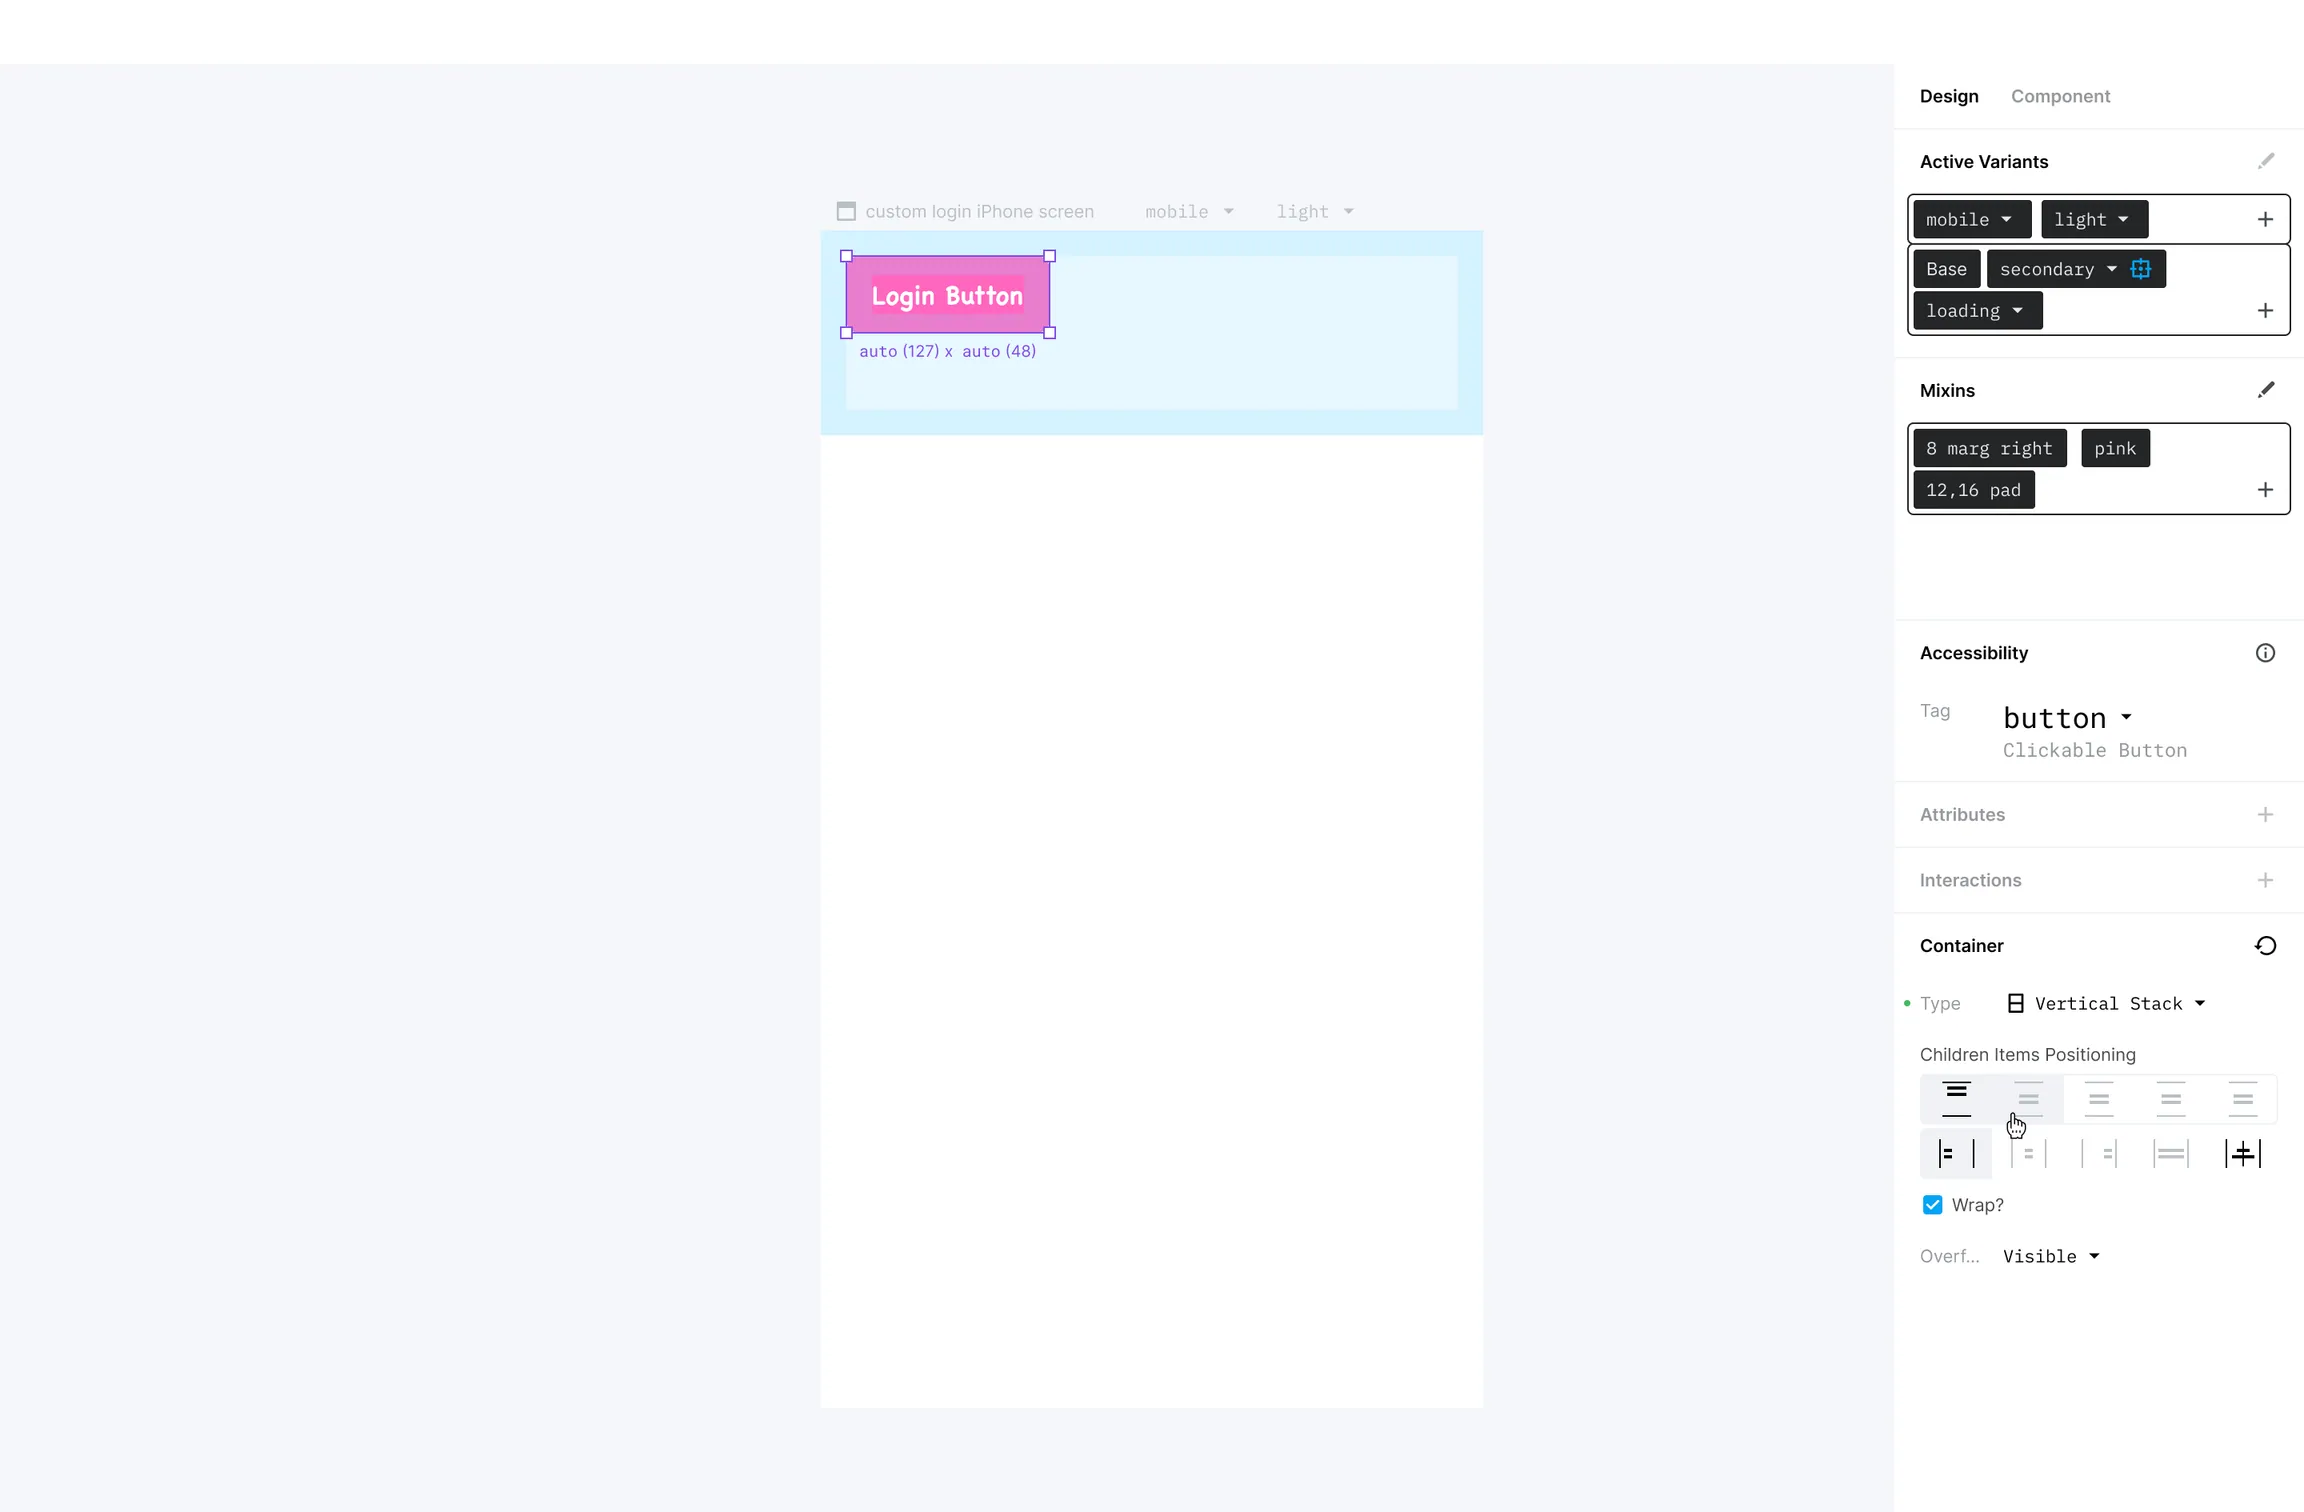 Design Component
Active Variants
custom login iPhone screen mobile light
mobile light
Base secondary
loading
Login Button
auto (127) x auto (48)
Mixins
8 marg right pink
12,16 pad
Accessibility
Tag button
Clickable Button
Attributes
Interactions
Container
Type Vertical Stack
Children Items Positioning
Wrap?
Overf... Visible